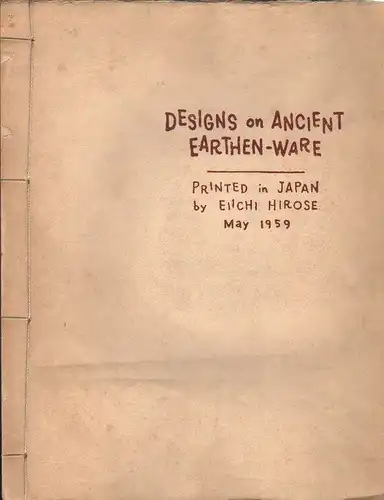 DESIGNS on ANCIENT
EARTHEN-WARE
PRINTED in JAPAN
by EIICHI HIROSE
May 1959